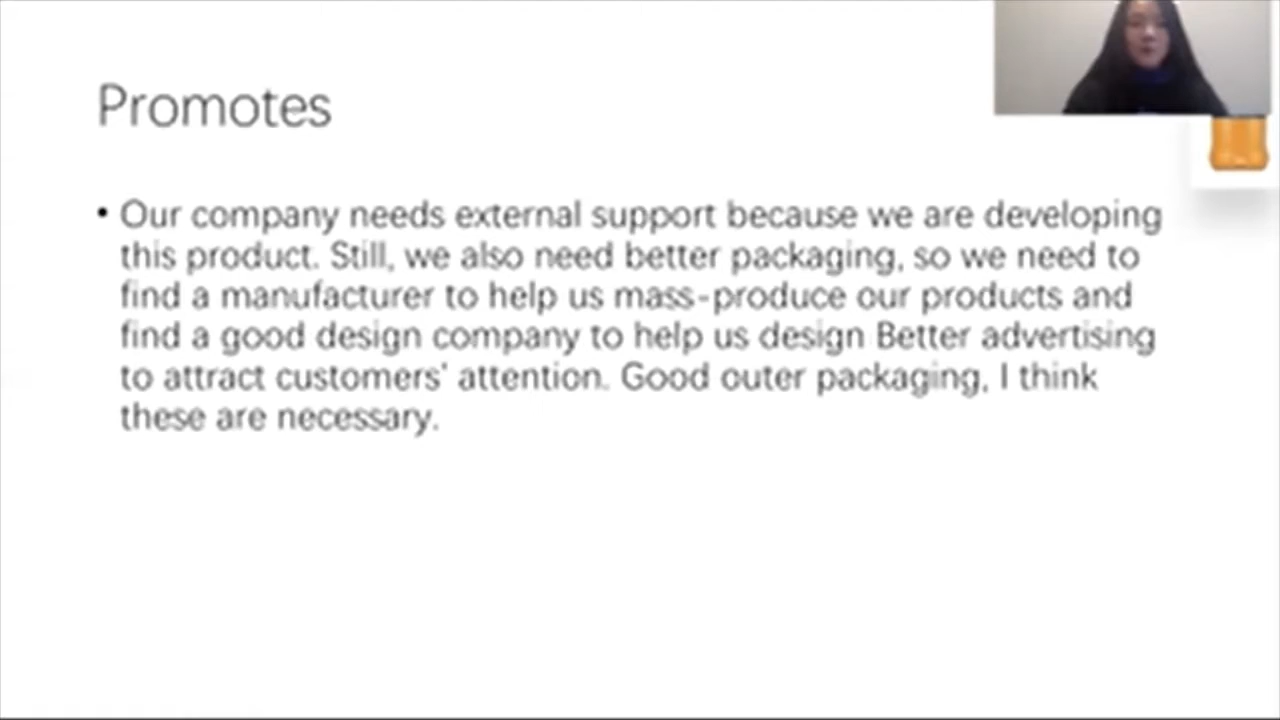 Promotes
• Our company needs external support because we are developing
this product. Still, we also need better packaging, so we need to
find a manufacturer to help us mass-produce our products and
find a good design company to help us design Better advertising
to attract customers' attention. Good outer packaging, I think
these are necessary.